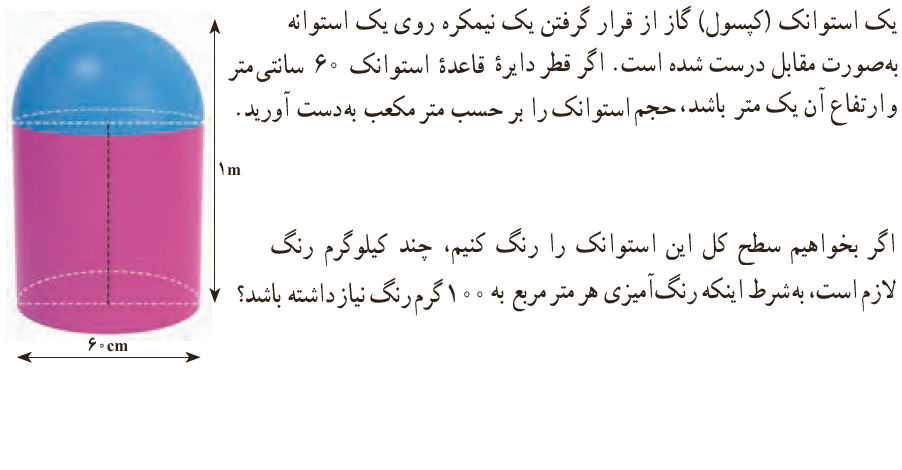 یک استوانک (کپسول) گاز از قرار گرفتن یک نیمکره روی یک استوانه
به‌صورت مقابل درست شده است. اگر قطر دایرهٔ قاعدهٔ استوانک ۶۰ سانتی‌متر
و ارتفاع آن یک متر باشد، حجم استوانک را بر حسب متر مکعب به‌دست آورید.
۱m
اگر بخواهیم سطح کل این استوانک را رنگ کنیم، چند کیلوگرم رنگ
لازم است، به‌شرط اینکه رنگ‌آمیزی هر متر مربع به ۱۰۰ گرم رنگ نیاز داشته باشد؟
۶۰cm